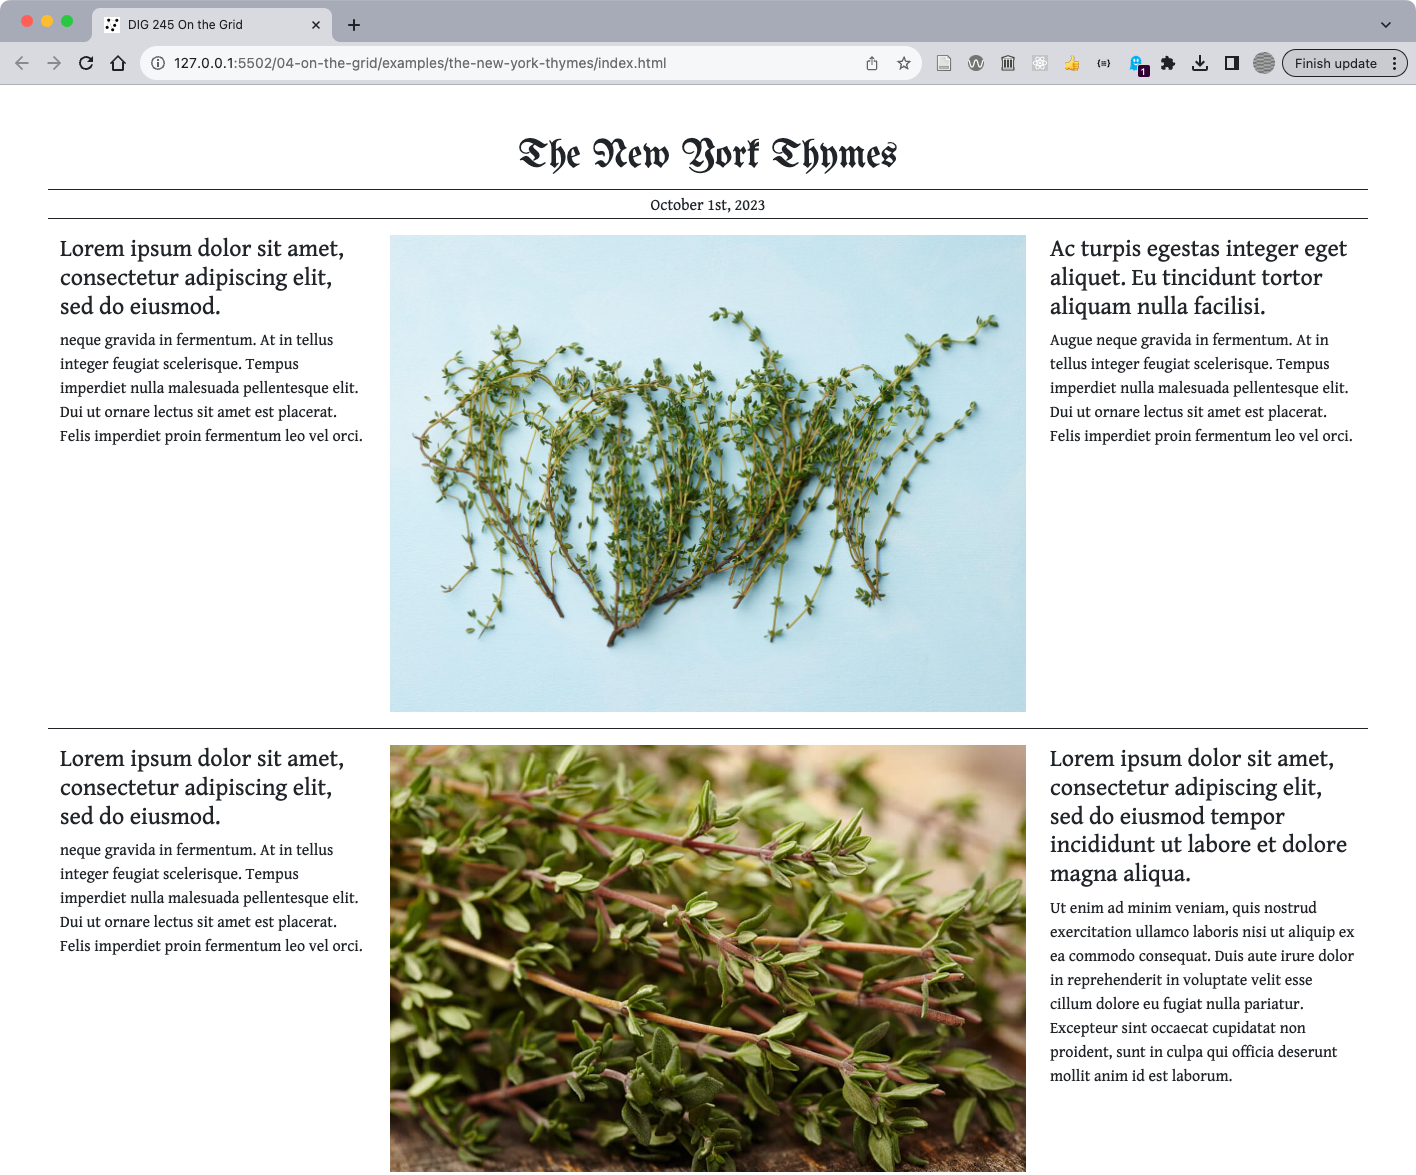 DIG 245 On the Grid
127.0.0.1:5502/04-on-the-grid/examples/the-new-york-thymes/index.html
1
Finish update
The New York Thymes
October 1st, 2023
Lorem ipsum dolor sit amet,
consectetur adipiscing elit,
sed do eiusmod.
neque gravida in fermentum. At in tellus
integer feugiat scelerisque. Tempus
imperdiet nulla malesuada pellentesque elit.
Dui ut ornare lectus sit amet est placerat.
Felis imperdiet proin fermentum leo vel orci.
Ac turpis egestas integer eget
aliquet. Eu tincidunt tortor
aliquam nulla facilisi.
Augue neque gravida in fermentum. At in
tellus integer feugiat scelerisque. Tempus
imperdiet nulla malesuada pellentesque elit.
Dui ut ornare lectus sit amet est placerat.
Felis imperdiet proin fermentum leo vel orci.
Lorem ipsum dolor sit amet,
consectetur adipiscing elit,
sed do eiusmod.
neque gravida in fermentum. At in tellus
integer feugiat scelerisque. Tempus
imperdiet nulla malesuada pellentesque elit.
Dui ut ornare lectus sit amet est placerat.
Felis imperdiet proin fermentum leo vel orci.
Lorem ipsum dolor sit amet,
consectetur adipiscing elit,
sed do eiusmod tempor
incididunt ut labore et dolore
magna aliqua.
Ut enim ad minim veniam, quis nostrud
exercitation ullamco laboris nisi ut aliquip ex
ea commodo consequat. Duis aute irure dolor
in reprehenderit in voluptate velit esse
cillum dolore eu fugiat nulla pariatur.
Excepteur sint occaecat cupidatat non
proident, sunt in culpa qui officia deserunt
mollit anim id est laborum.